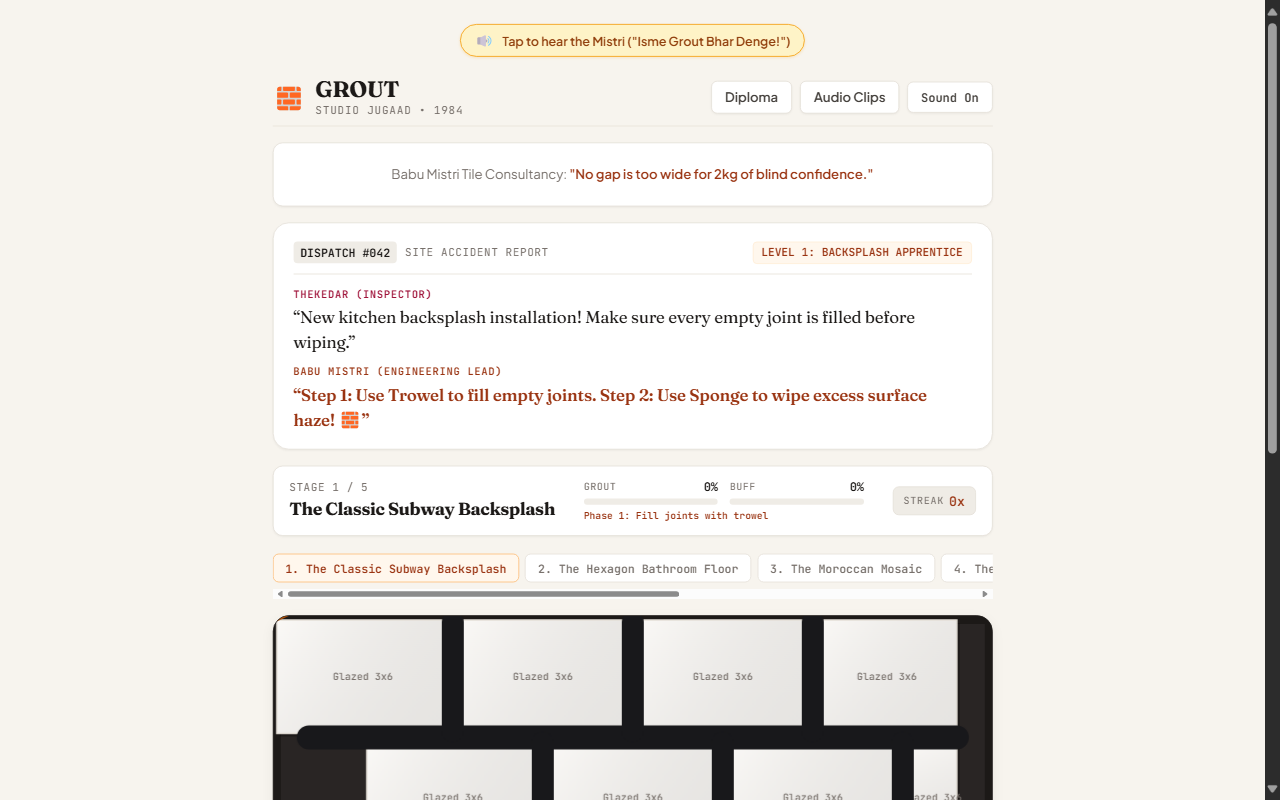 Tap to hear the Mistri ("Isme Grout Bhar Denge!")
GROUT
STUDIO JUGAAD • 1984
Diploma
Audio Clips
Sound On
Babu Mistri Tile Consultancy: "No gap is too wide for 2kg of blind confidence."
DISPATCH #042 SITE ACCIDENT REPORT
LEVEL 1: BACKSPLASH APPRENTICE
THEKEDAR (INSPECTOR)
“New kitchen backsplash installation! Make sure every empty joint is filled before
wiping.”
BABU MISTRI (ENGINEERING LEAD)
“Step 1: Use Trowel to fill empty joints. Step 2: Use Sponge to wipe excess surface
haze! 🧱”
STAGE 1 / 5
The Classic Subway Backsplash
GROUT 0%
BUFF 0%
Phase 1: Fill joints with trowel
STREAK 0x
1. The Classic Subway Backsplash
2. The Hexagon Bathroom Floor
3. The Moroccan Mosaic
4. The
Glazed 3x6
Glazed 3x6
Glazed 3x6
Glazed 3x6
Glazed 3x6
Glazed 3x6
Glazed 3x6
azed 3x6